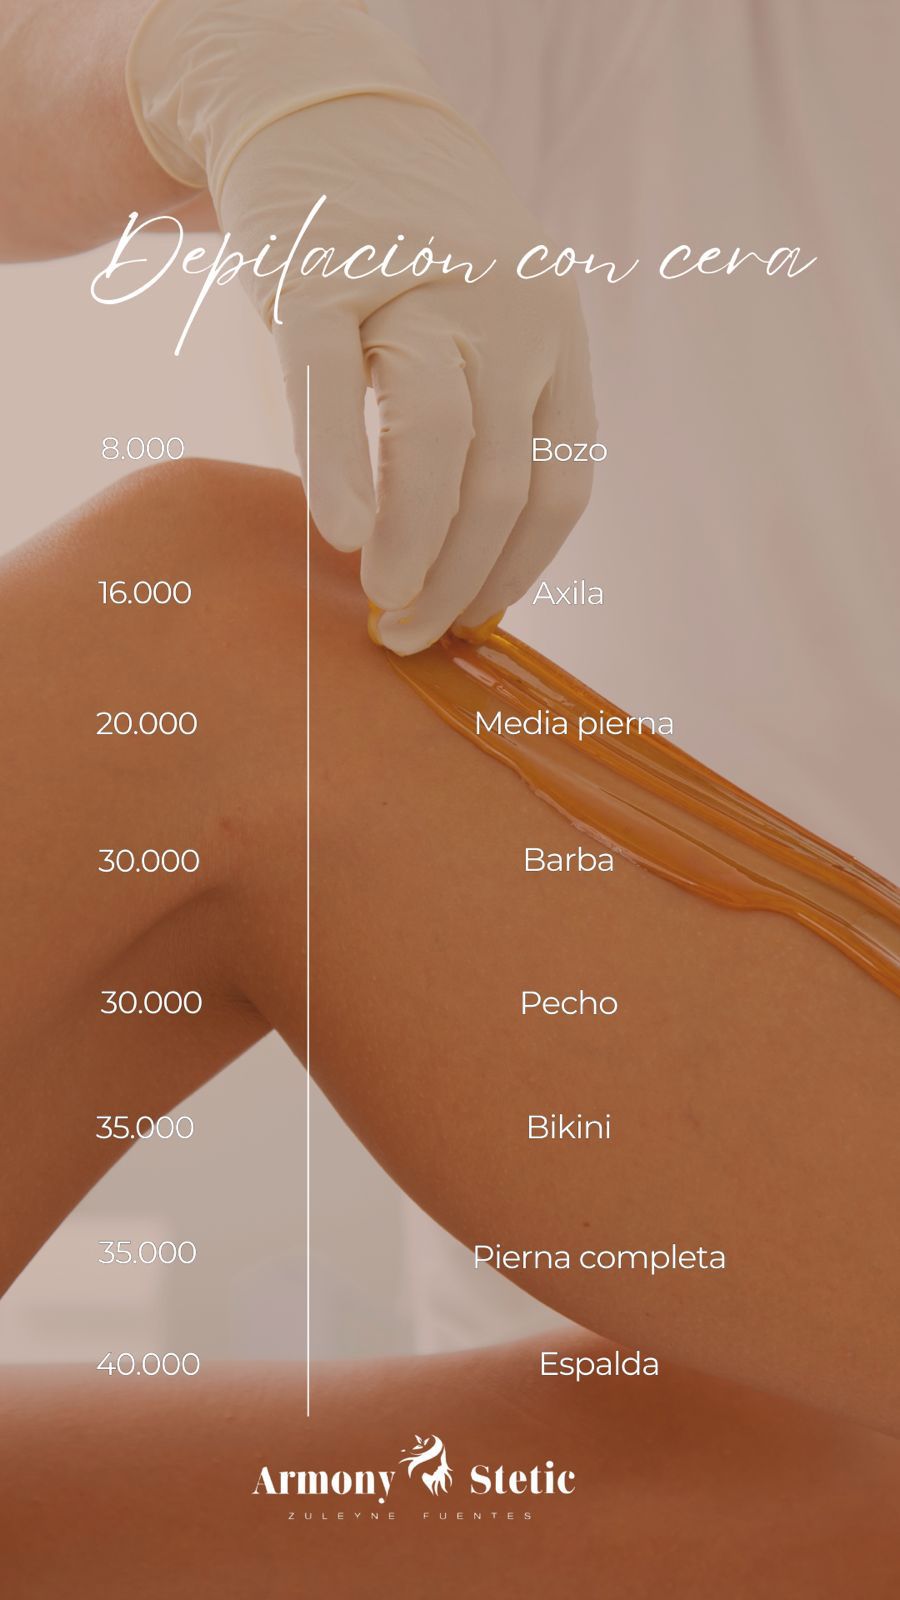 Depilación con cera
8.000 Bozo
16.000 Axila
20.000 Media pierna
30.000 Barba
30.000 Pecho
35.000 Bikini
35.000 Pierna completa
40.000 Espalda
Armony Stetic
ZULEYNE FUENTES